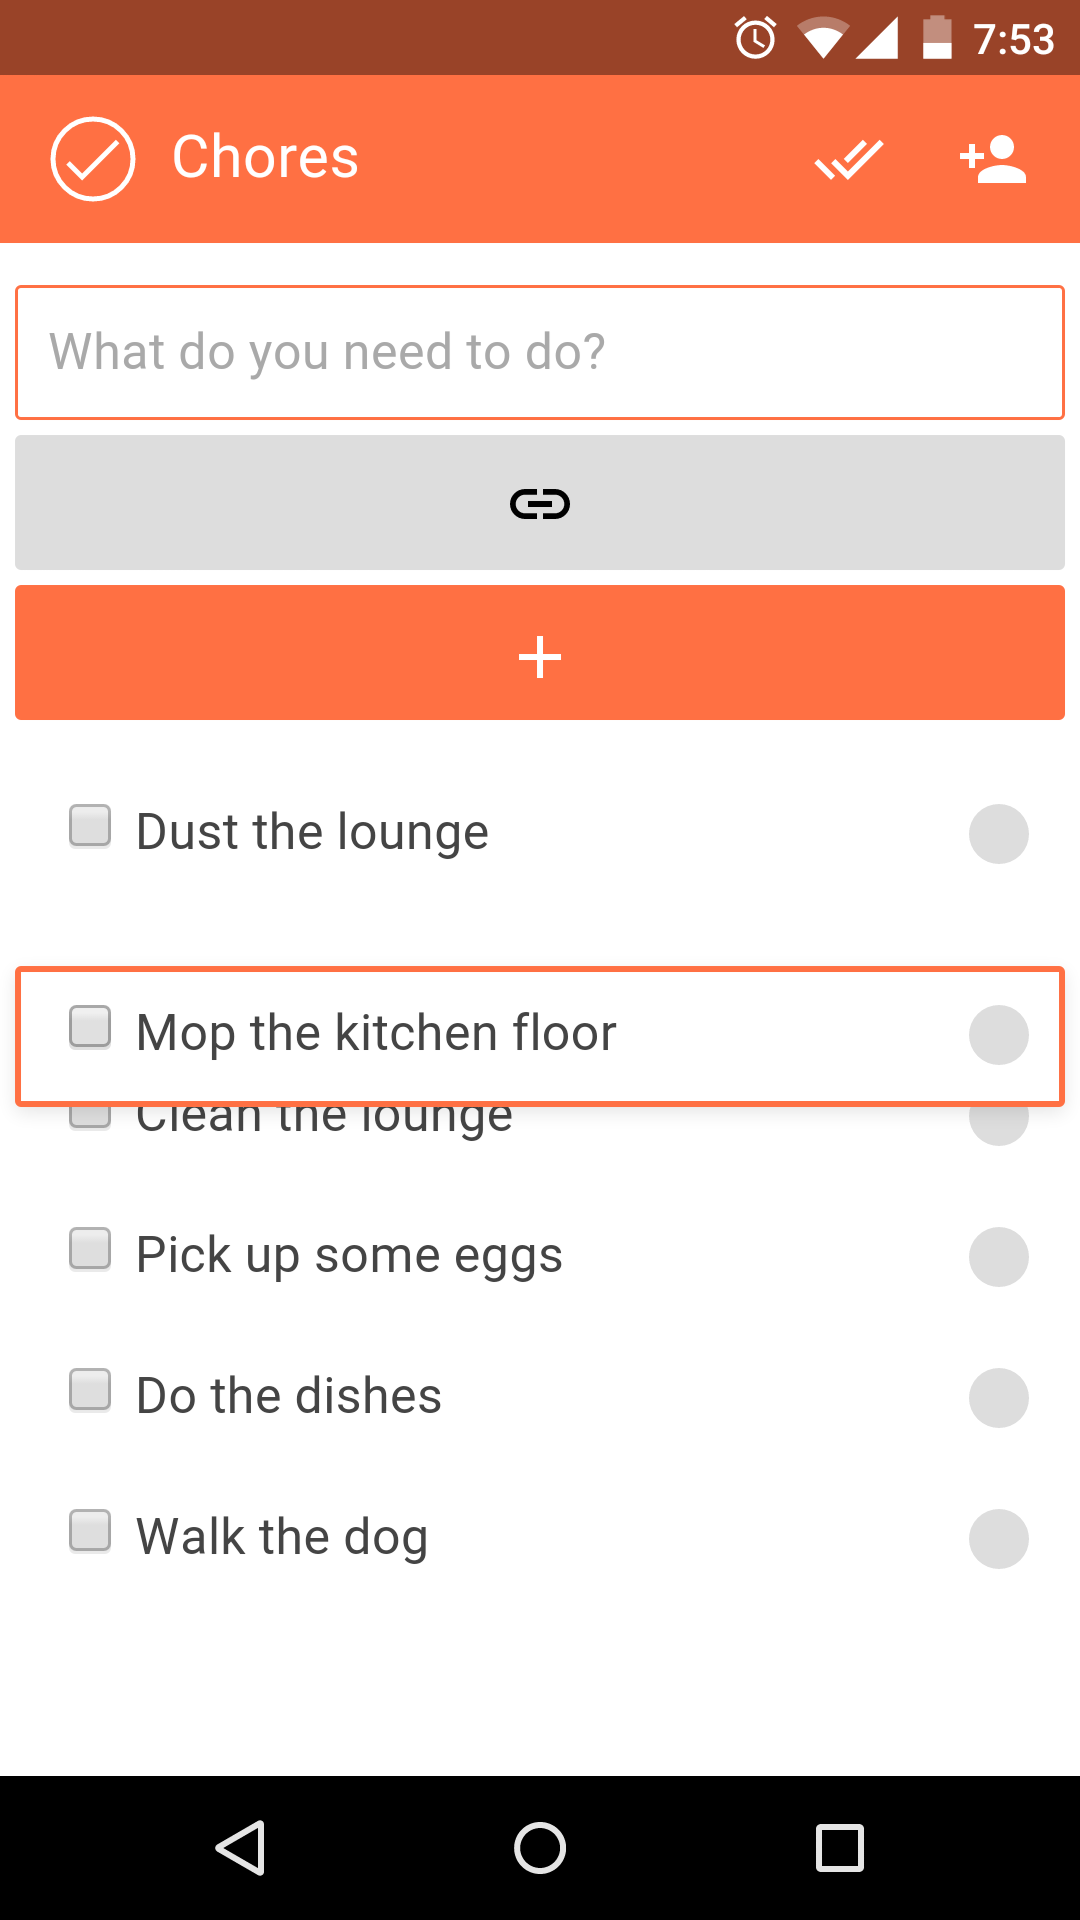 7:53
Chores
What do you need to do?
Dust the lounge
Mop the kitchen floor
Clean the lounge
Pick up some eggs
Do the dishes
Walk the dog